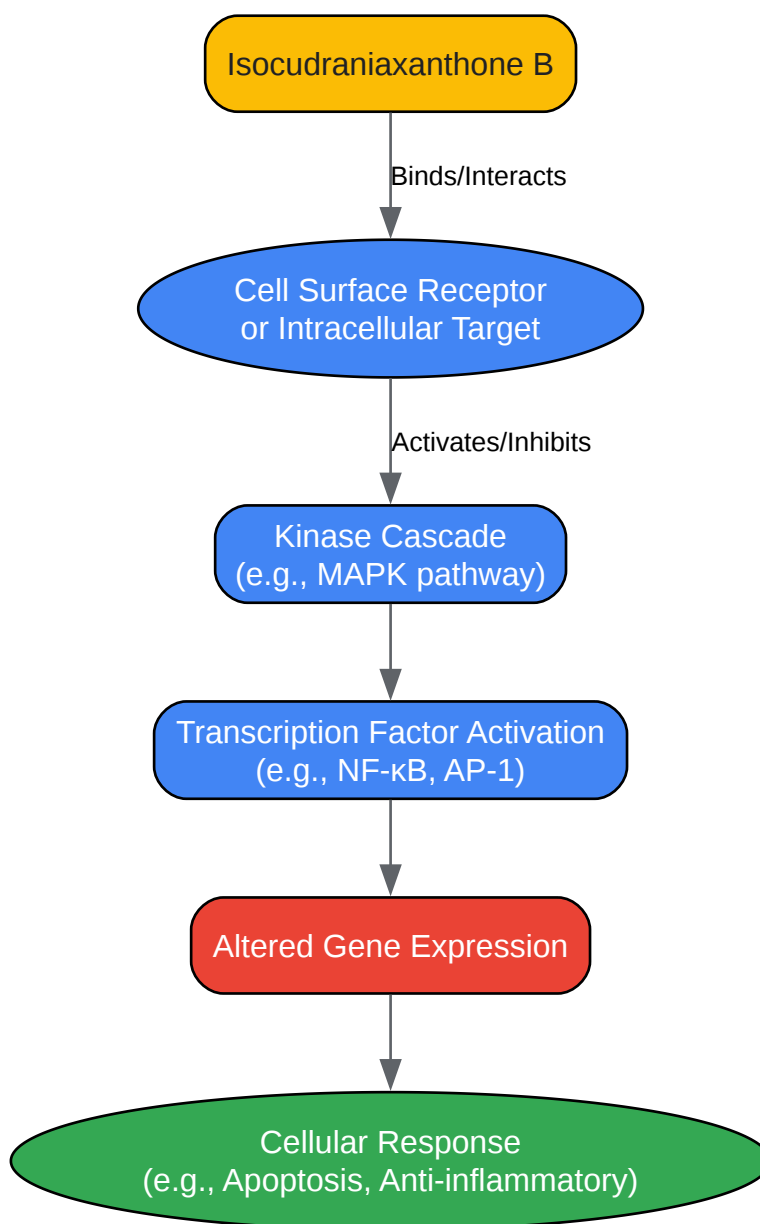 Isocudraniaxanthone B
Binds/Interacts
Cell Surface Receptor
or Intracellular Target
Activates/Inhibits
Kinase Cascade
(e.g., MAPK pathway)
Transcription Factor Activation
(e.g., NF-κB, AP-1)
Altered Gene Expression
Cellular Response
(e.g., Apoptosis, Anti-inflammatory)